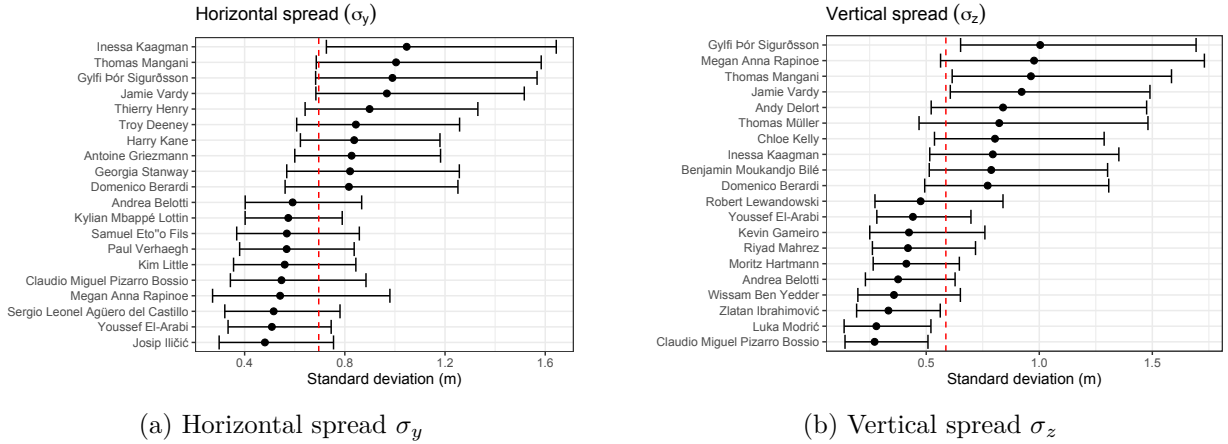 Horizontal spread (σy)
Inessa Kaagman
Thomas Mangani
Gylfi Þór Sigurðsson
Jamie Vardy
Thierry Henry
Troy Deeney
Harry Kane
Antoine Griezmann
Georgia Stanway
Domenico Berardi
Andrea Belotti
Kylian Mbappé Lottin
Samuel Eto"o Fils
Paul Verhaegh
Kim Little
Claudio Miguel Pizarro Bossio
Megan Anna Rapinoe
Sergio Leonel Agüero del Castillo
Youssef El-Arabi
Josip Iličić
0.4 0.8 1.2 1.6
Standard deviation (m)
(a) Horizontal spread σy
Vertical spread (σz)
Gylfi Þór Sigurðsson
Megan Anna Rapinoe
Thomas Mangani
Jamie Vardy
Andy Delort
Thomas Müller
Chloe Kelly
Inessa Kaagman
Benjamin Moukandjo Bilé
Domenico Berardi
Robert Lewandowski
Youssef El-Arabi
Kevin Gameiro
Riyad Mahrez
Moritz Hartmann
Andrea Belotti
Wissam Ben Yedder
Zlatan Ibrahimović
Luka Modrić
Claudio Miguel Pizarro Bossio
0.5 1.0 1.5
Standard deviation (m)
(b) Vertical spread σz